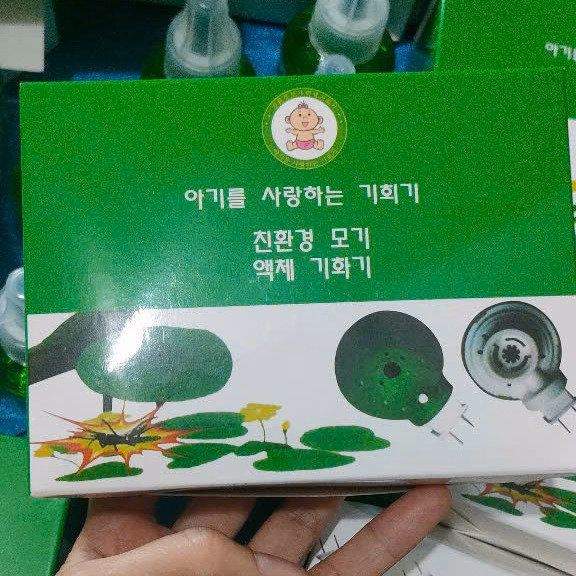 아기를 사랑하는 기회기
친환경 모기
액체 기화기